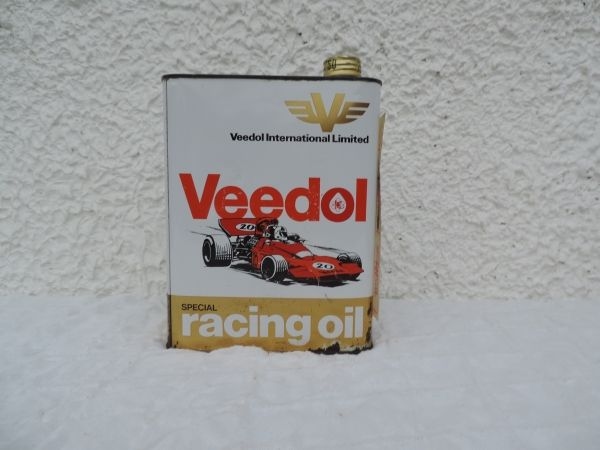 Veedol International Limited
Veedol
20
20
SPECIAL
racing oil